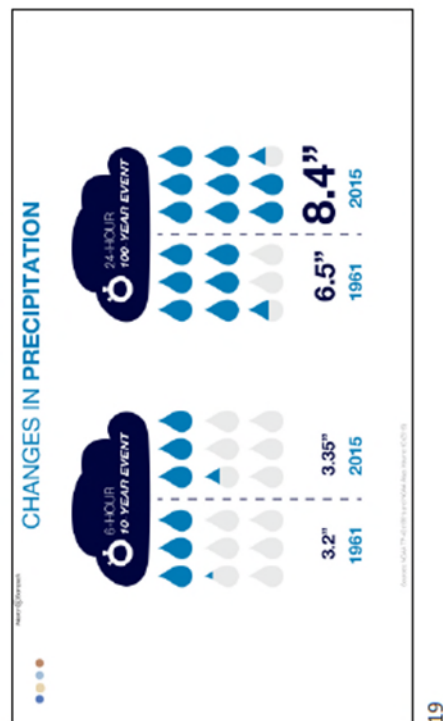 CHANGES IN PRECIPITATION
6-HOUR
10 YEAR EVENT
3.2"
3.35"
1961
2015
24-HOUR
100 YEAR EVENT
6.5"
8.4"
1961
2015
19